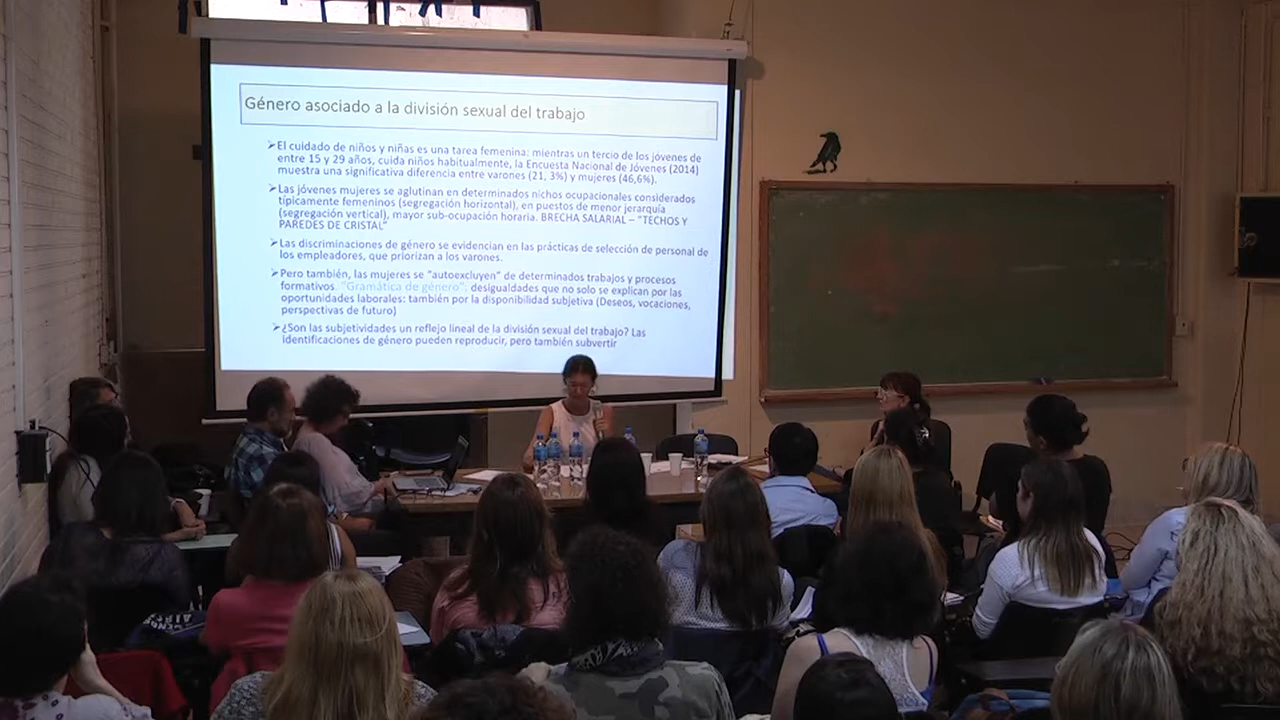 Género asociado a la división sexual del trabajo
➤El cuidado de niños y niñas es una tarea femenina: mientras un tercio de los jóvenes de
entre 15 y 29 años, cuida niños habitualmente, la Encuesta Nacional de Jóvenes (2014)
muestra una significativa diferencia entre varones (21, 3%) y mujeres (46,6%).
➤Las jóvenes mujeres se aglutinan en determinados nichos ocupacionales considerados
típicamente femeninos (segregación horizontal), en puestos de menor jerarquía
(segregación vertical), mayor sub-ocupación horaria. BRECHA SALARIAL – "TECHOS Y
PAREDES DE CRISTAL"
➤Las discriminaciones de género se evidencian en las prácticas de selección de personal de
los empleadores, que priorizan a los varones.
➤Pero también, las mujeres se "autoexcluyen" de determinados trabajos y procesos
formativos. "Gramática de género": desigualdades que no solo se explican por las
oportunidades laborales: también por la disponibilidad subjetiva (Deseos, vocaciones,
perspectivas de futuro)
➤¿Son las subjetividades un reflejo lineal de la división sexual del trabajo? Las
identificaciones de género pueden reproducir, pero también subvertir